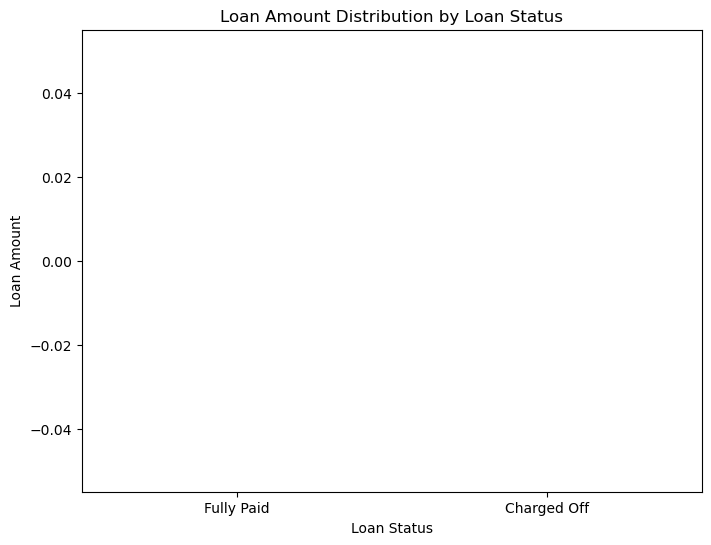 Loan Amount Distribution by Loan Status
0.04
0.02
0.00
−0.02
−0.04
Loan Amount
Fully Paid
Charged Off
Loan Status